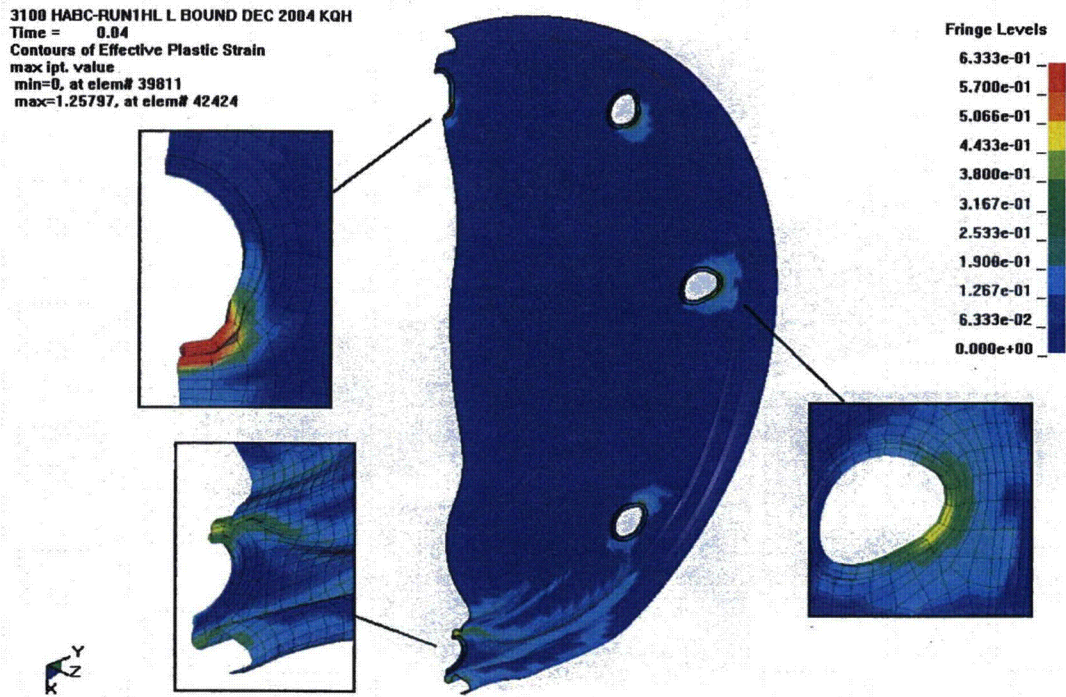 3100 HABC-RUN1HL L BOUND DEC 2004 KQH
Time = 0.04
Contours of Effective Plastic Strain
max ipt. value
min=0, at elem# 39811
max=1.25797, at elem# 42424
Fringe Levels
6.333e-01
5.700e-01
5.066e-01
4.433e-01
3.800e-01
3.167e-01
2.533e-01
1.900e-01
1.267e-01
6.333e-02
0.000e+00
Y
Z
X